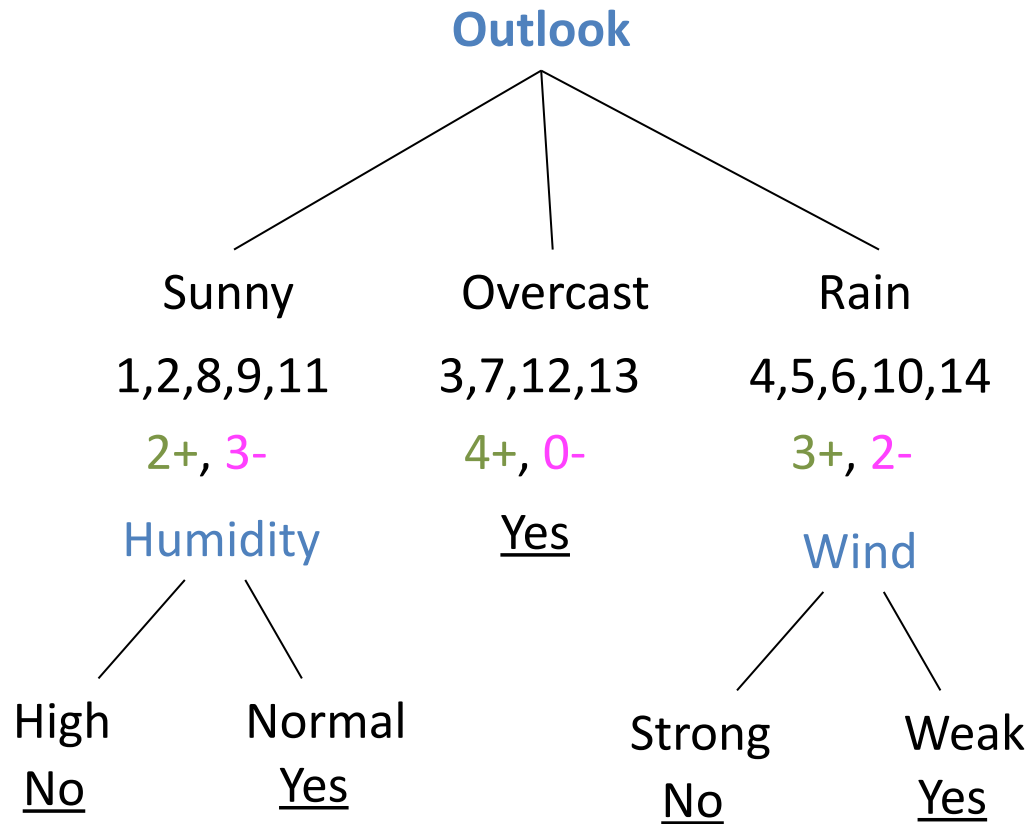 Outlook
Sunny Overcast Rain
1,2,8,9,11 3,7,12,13 4,5,6,10,14
2+, 3- 4+, 0- 3+, 2-
Humidity Yes Wind
High Normal Strong Weak
No Yes No Yes